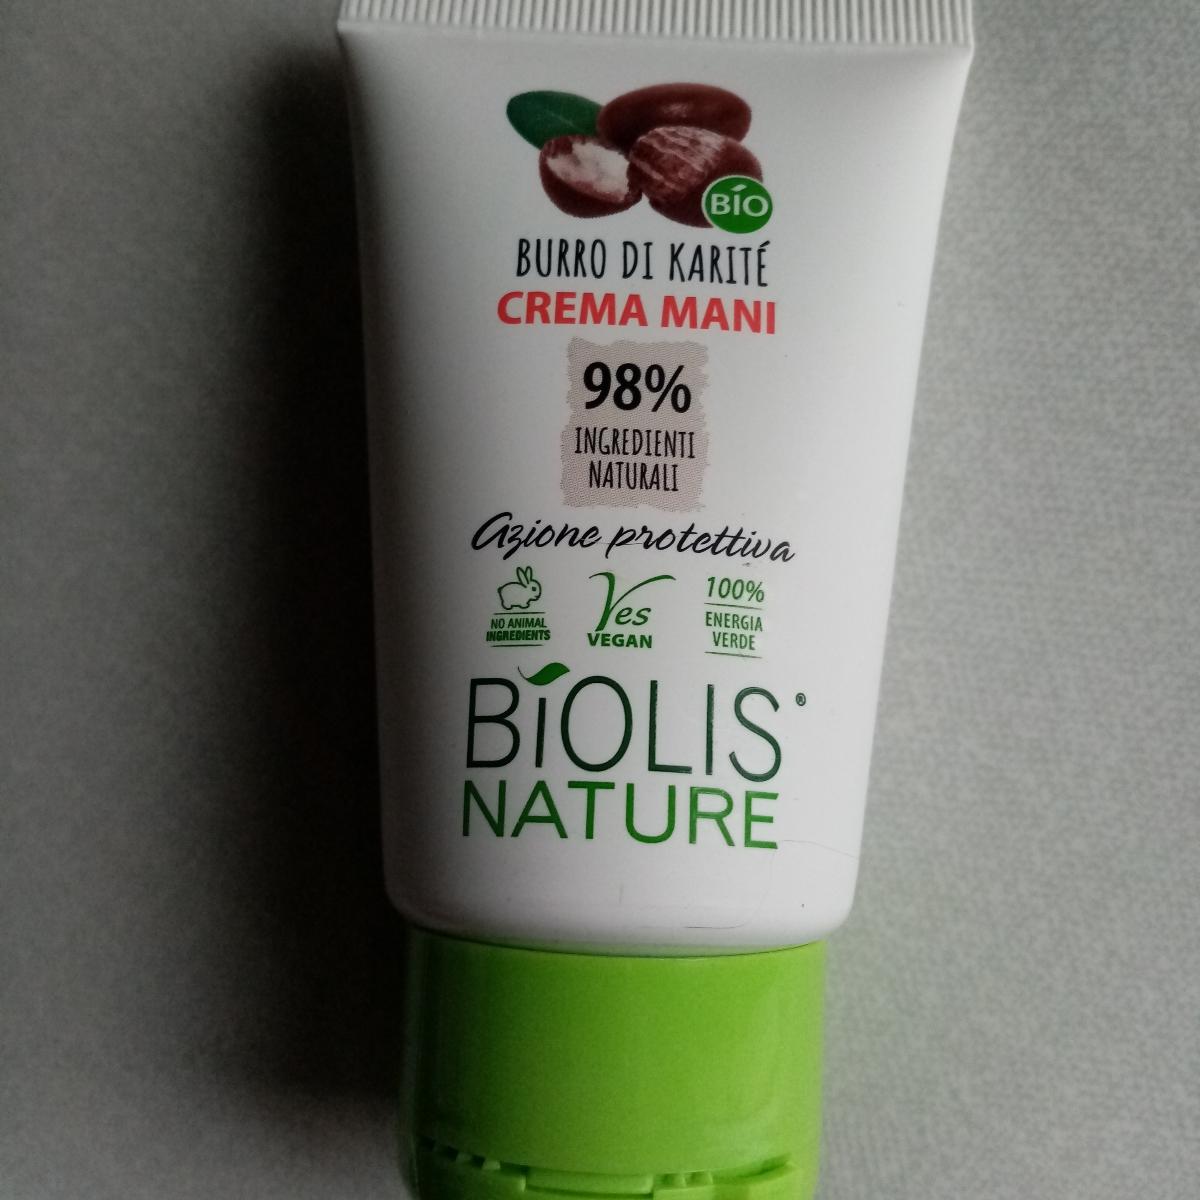 BIO
BURRO DI KARITÉ
CREMA MANI
98%
INGREDIENTI
NATURALI
Azione protettiva
NO ANIMAL
INGREDIENTS
Yes
VEGAN
100%
ENERGIA
VERDE
BIOLIS®
NATURE